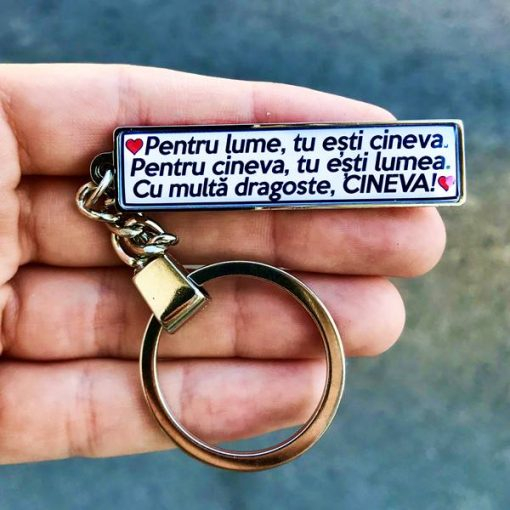 ❤Pentru lume, tu ești cineva.
Pentru cineva, tu ești lumea.
Cu multă dragoste, CINEVA!❤